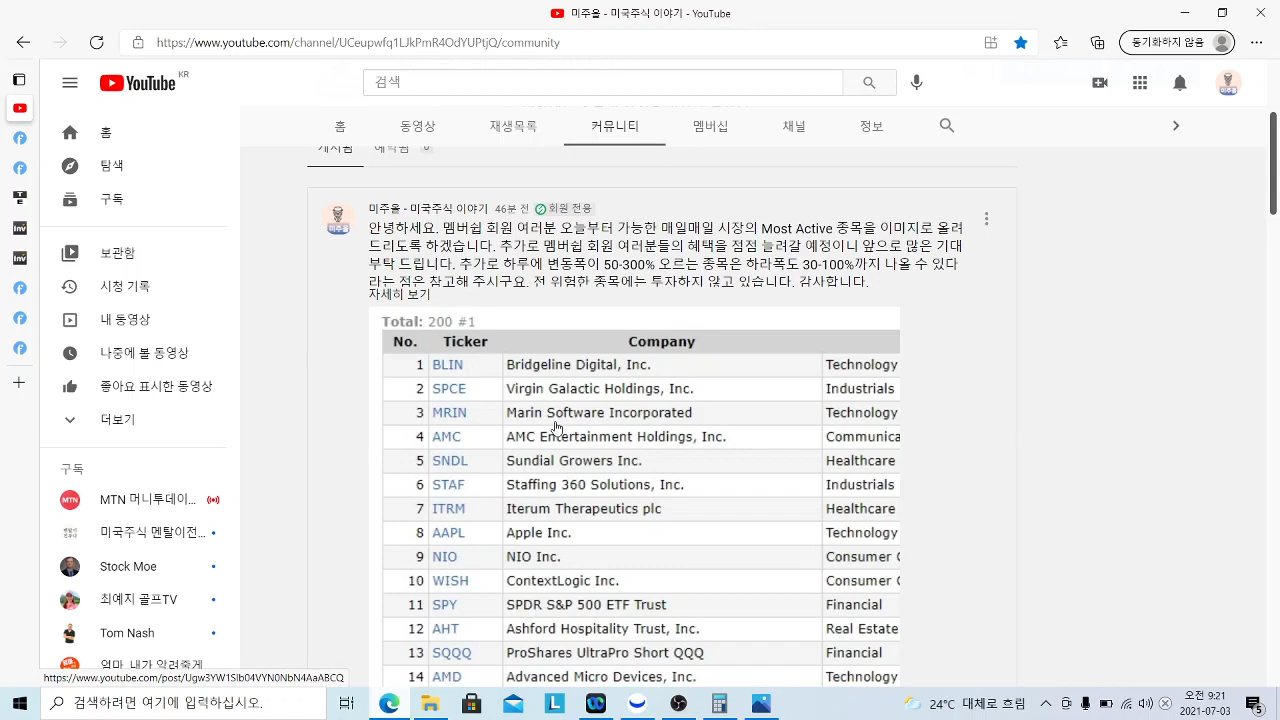 미주올 - 미국주식 이야기 - YouTube
https://www.youtube.com/channel/UCeupwfq1LJkPmR4OdYUPtjQ/community
동기화하지 않음
YouTube KR
검색
홈 동영상 재생목록 커뮤니티 멤버십 채널 정보
게시됨 예약됨 0
홈
탐색
구독
보관함
시청 기록
내 동영상
나중에 볼 동영상
좋아요 표시한 동영상
더보기
구독
MTN MTN 머니투데이...
미국주식 멘탈이전...
Stock Moe
최예지 골프TV
Tom Nash
엄마, 내가 알려줄게
미주올 - 미국주식 이야기 46분 전 회원 전용
안녕하세요. 멤버쉽 회원 여러분 오늘부터 가능한 매일매일 시장의 Most Active 종목을 이미지로 올려
드리도록 하겠습니다. 추가로 멤버쉽 회원 여러분들의 혜택을 점점 늘려갈 예정이니 앞으로 많은 기대
부탁 드립니다. 추가로 하루에 변동폭이 50-300% 오르는 종목은 하락폭도 30-100%까지 나올 수 있다
라는 점은 참고해 주시구요. 전 위험한 종목에는 투자하지 않고 있습니다. 감사합니다.
자세히 보기
Total: 200 #1
No. Ticker Company
1 BLIN Bridgeline Digital, Inc. Technology
2 SPCE Virgin Galactic Holdings, Inc. Industrials
3 MRIN Marin Software Incorporated Technology
4 AMC AMC Entertainment Holdings, Inc. Communica
5 SNDL Sundial Growers Inc. Healthcare
6 STAF Staffing 360 Solutions, Inc. Industrials
7 ITRM Iterum Therapeutics plc Healthcare
8 AAPL Apple Inc. Technology
9 NIO NIO Inc. Consumer C
10 WISH ContextLogic Inc. Consumer C
11 SPY SPDR S&P 500 ETF Trust Financial
12 AHT Ashford Hospitality Trust, Inc. Real Estate
13 SQQQ ProShares UltraPro Short QQQ Financial
14 AMD Advanced Micro Devices, Inc. Technology
https://www.youtube.com/post/Ugw3YW1Slb04VYN0NbN4AaABCQ
검색하려면 여기에 입력하십시오.
24°C 대체로 흐림
오전 9:21
2021-07-03
5